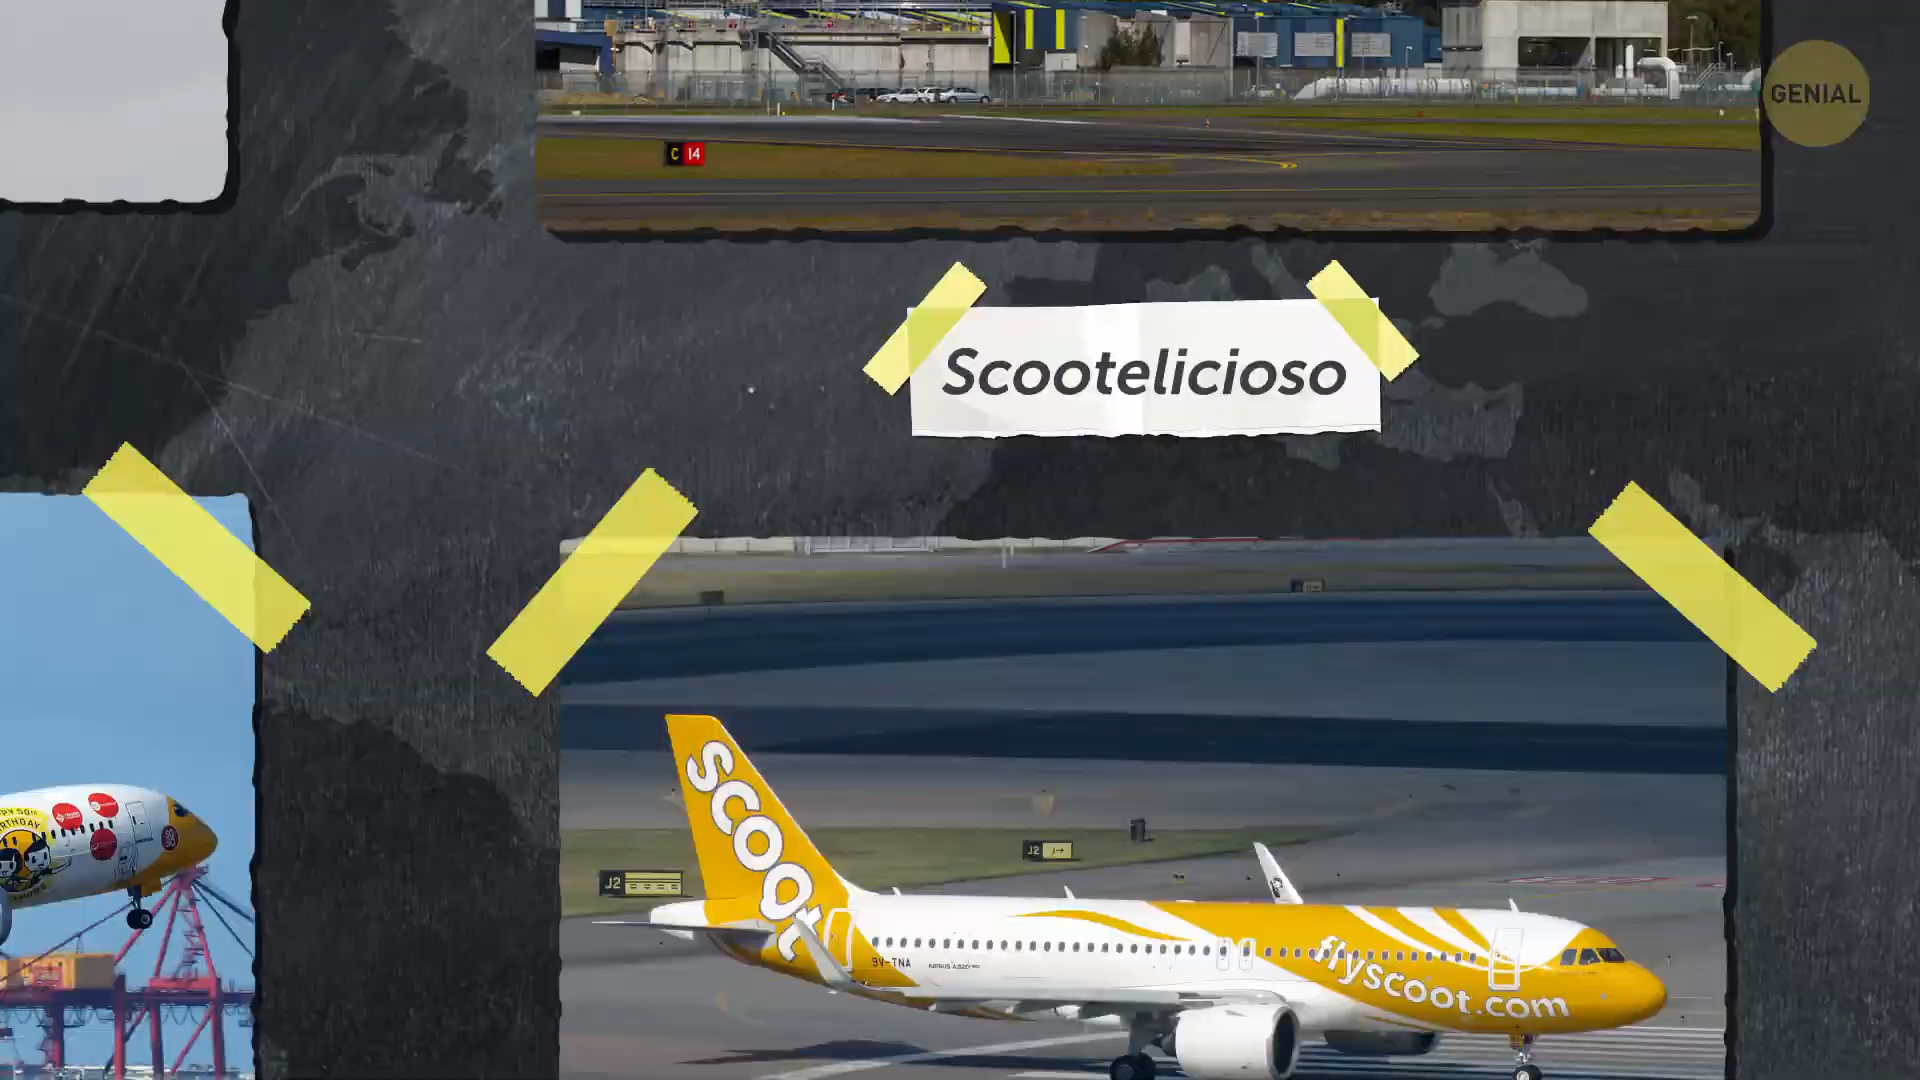 GENIAL
C 14
Scootelicioso
scoot
J2 J→
J2
9V-TNA
flyscoot.com